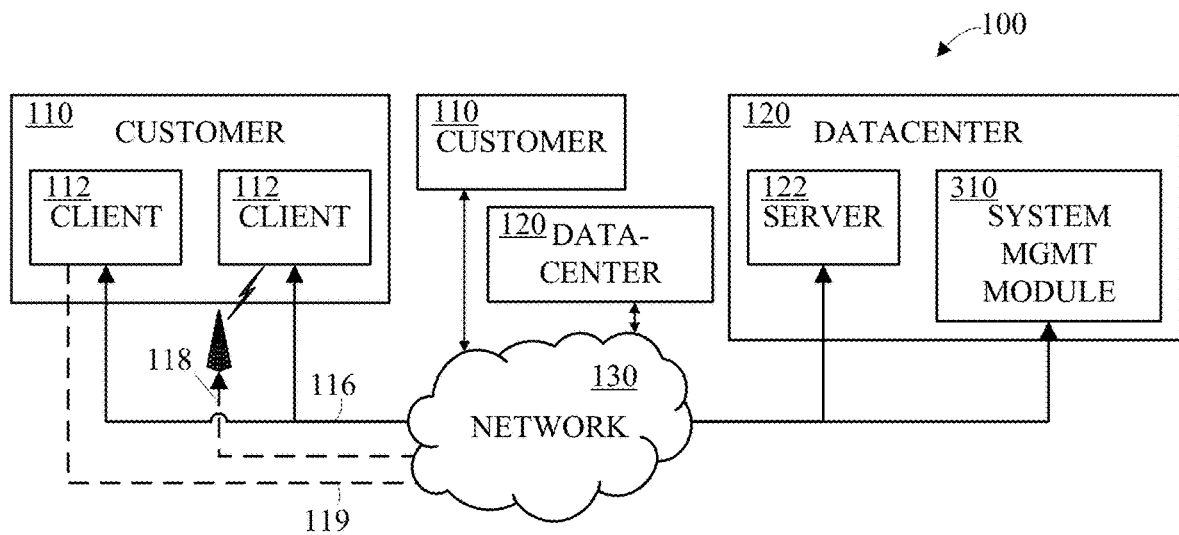 100
110
CUSTOMER
112
CLIENT
112
CLIENT
110
CUSTOMER
120
DATA-
CENTER
120
DATACENTER
122
SERVER
310
SYSTEM
MGMT
MODULE
118
116
130
NETWORK
119